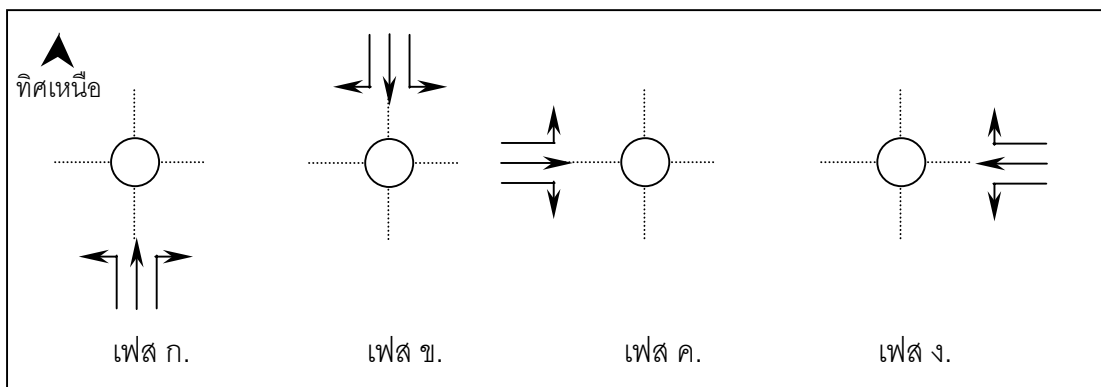 ทิศเหนือ
เฟส ก.
เฟส ข.
เฟส ค.
เฟส ง.